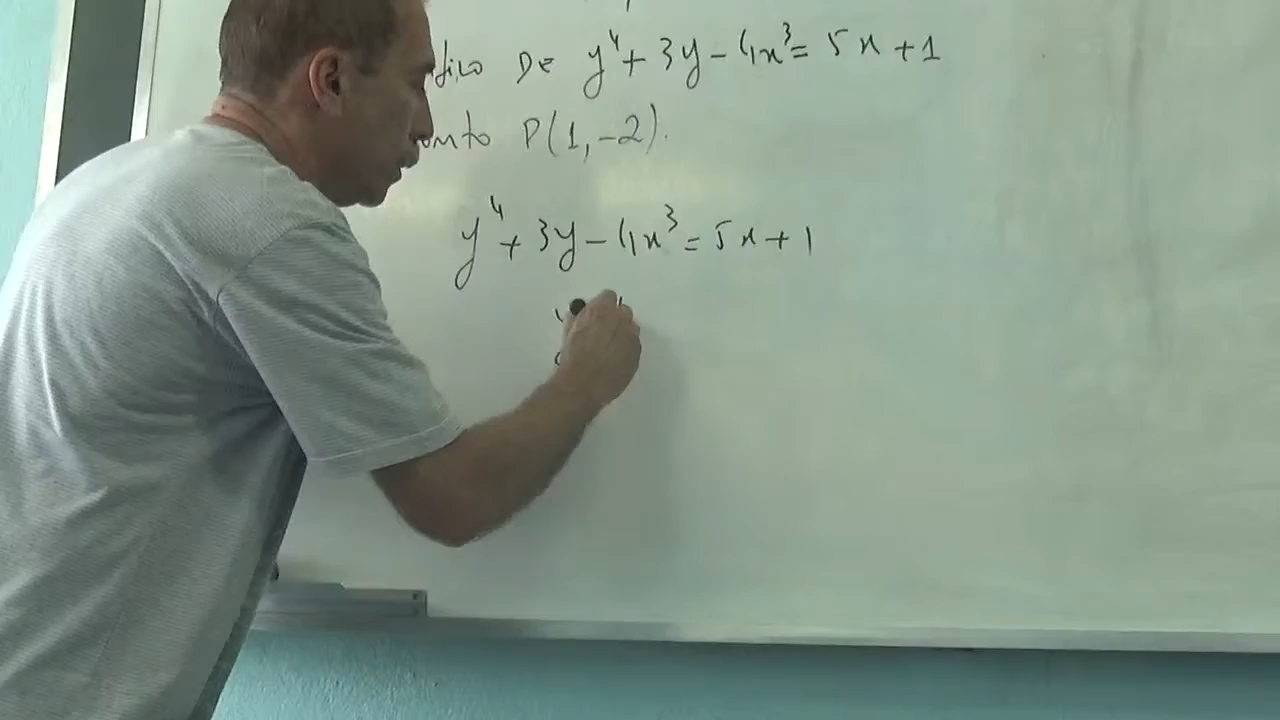 De y⁴ + 3y - 4x³ = 5x + 1
P(1, -2).
y⁴ + 3y - 4x³ = 5x + 1